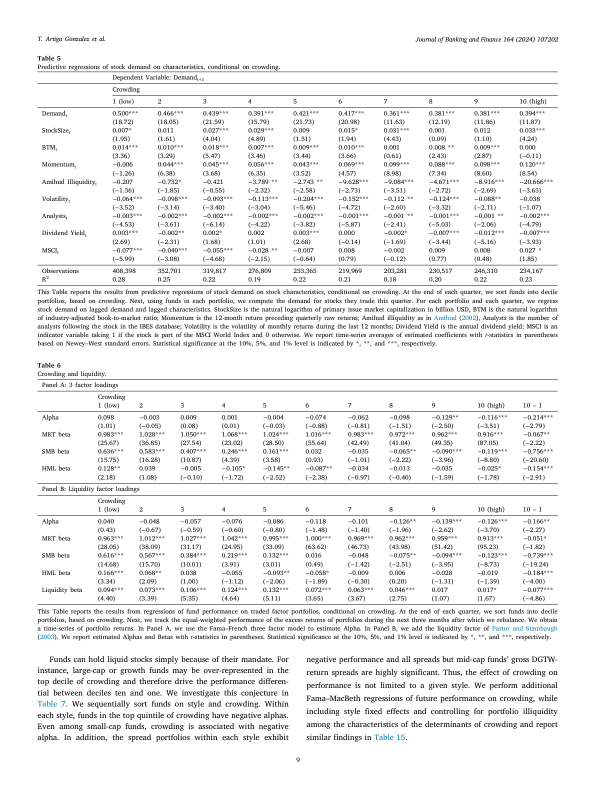 T. Artiga Gonzalez et al.
Journal of Banking and Finance 164 (2024) 107202
Table 5
Predictive regressions of stock demand on characteristics, conditional on crowding.
Dependent Variable: Demand_{t+1}
Crowding
1 (low) 2 3 4 5 6 7 8 9 10 (high)
Demand_t 0.500*** 0.466*** 0.439*** 0.391*** 0.421*** 0.417*** 0.361*** 0.381*** 0.381*** 0.394***
(18.72) (18.05) (21.59) (15.79) (21.73) (20.98) (11.63) (12.19) (11.86) (11.87)
StockSize_t 0.007* 0.011 0.027*** 0.029*** 0.009 0.015* 0.031*** 0.001 0.012 0.033***
(1.95) (1.61) (4.04) (4.89) (1.51) (1.94) (4.43) (0.09) (1.10) (4.24)
BTM_t 0.014*** 0.010*** 0.018*** 0.007*** 0.009*** 0.010*** 0.001 0.008 ** 0.009*** 0.000
(3.36) (3.29) (5.47) (3.46) (3.44) (3.66) (0.61) (2.43) (2.87) (−0.11)
Momentum_t −0.006 0.044*** 0.045*** 0.056*** 0.043*** 0.069*** 0.099*** 0.088*** 0.098*** 0.120***
(−1.26) (6.38) (3.68) (6.35) (3.52) (4.57) (8.98) (7.34) (8.60) (8.54)
Amihud Illiquidity_t −0.207 −0.732* −0.421 −3.789 ** −2.743 ** −9.628*** −9.084*** −4.671*** −8.916*** −20.666***
(−1.36) (−1.85) (−0.55) (−2.32) (−2.58) (−2.73) (−3.51) (−2.72) (−2.69) (−3.63)
Volatility_t −0.064*** −0.098*** −0.093*** −0.113*** −0.204*** −0.152*** −0.112 ** −0.124*** −0.088** −0.038
(−3.52) (−3.14) (−3.40) (−3.04) (−5.46) (−4.72) (−2.60) (−3.32) (−2.11) (−1.07)
Analysts_t −0.003*** −0.002*** −0.002*** −0.002*** −0.002*** −0.001*** −0.001 ** −0.001*** −0.001 ** −0.002***
(−4.53) (−3.61) (−6.14) (−4.22) (−3.82) (−5.87) (−2.41) (−5.03) (−2.06) (−4.79)
Dividend Yield_t 0.003*** −0.002** 0.002* 0.002 0.003*** 0.000 −0.002* −0.007*** −0.012*** −0.007***
(2.69) (−2.31) (1.68) (1.01) (2.68) (−0.14) (−1.69) (−3.44) (−5.16) (−3.93)
MSCI_t −0.077*** −0.040*** −0.055*** −0.028 ** −0.007 0.008 −0.002 0.009 0.008 0.027 *
(−5.99) (−3.08) (−4.68) (−2.15) (−0.64) (0.79) (−0.12) (0.77) (0.48) (1.85)
Observations 408,398 352,701 319,817 276,809 253,365 219,969 203,281 230,517 246,310 234,167
R² 0.28 0.25 0.22 0.19 0.22 0.21 0.18 0.20 0.22 0.23
This Table reports the results from predictive regressions of stock demand on stock characteristics, conditional on crowding. At the end of each quarter, we sort funds into decile
portfolios, based on crowding. Next, using funds in each portfolio, we compute the demand for stocks they trade this quarter. For each portfolio and each quarter, we regress
stock demand on lagged demand and lagged characteristics. StockSize is the natural logarithm of primary issue market capitalization in billion USD, BTM is the natural logarithm
of industry-adjusted book-to-market ratio; Momentum is the 12-month return preceding quarterly raw returns; Amihud illiquidity as in Amihud (2002), Analysts is the number of
analysts following the stock in the IBES database; Volatility is the volatility of monthly returns during the last 12 months; Dividend Yield is the annual dividend yield; MSCI is an
indicator variable taking 1 if the stock is part of the MSCI World Index and 0 otherwise. We report time-series averages of estimated coefficients with t-statistics in parentheses
based on Newey–West standard errors. Statistical significance at the 10%, 5%, and 1% level is indicated by *, **, and ***, respectively.
Table 6
Crowding and liquidity.
Panel A: 3 factor loadings
Crowding
1 (low) 2 3 4 5 6 7 8 9 10 (high) 10 − 1
Alpha 0.098 −0.003 0.009 0.001 −0.004 −0.074 −0.062 −0.098 −0.129** −0.116*** −0.214***
(1.01) (−0.05) (0.08) (0.01) (−0.03) (−0.88) (−0.81) (−1.51) (−2.50) (−3.51) (−2.79)
MKT beta 0.983*** 1.028*** 1.050*** 1.068*** 1.024*** 1.016*** 0.983*** 0.972*** 0.962*** 0.916*** −0.067**
(25.67) (36.85) (27.54) (23.02) (28.50) (55.64) (42.49) (41.04) (49.35) (87.05) (−2.22)
SMB beta 0.636*** 0.583*** 0.407*** 0.246*** 0.161*** 0.032 −0.035 −0.065** −0.090*** −0.119*** −0.756***
(15.75) (16.28) (10.87) (4.39) (3.58) (0.93) (−1.01) (−2.22) (−3.96) (−8.80) (−20.60)
HML beta 0.128** 0.039 −0.005 −0.105* −0.145** −0.087** −0.034 −0.013 −0.035 −0.025* −0.154***
(2.18) (1.08) (−0.10) (−1.72) (−2.52) (−2.38) (−0.97) (−0.40) (−1.59) (−1.78) (−2.91)
Panel B: Liquidity factor loadings
Crowding
1 (low) 2 3 4 5 6 7 8 9 10 (high) 10 − 1
Alpha 0.040 −0.048 −0.057 −0.076 −0.086 −0.118 −0.101 −0.126** −0.139*** −0.126*** −0.166**
(0.43) (−0.67) (−0.59) (−0.60) (−0.80) (−1.48) (−1.40) (−1.96) (−2.62) (−3.70) (−2.27)
MKT beta 0.963*** 1.012*** 1.027*** 1.042*** 0.995*** 1.000*** 0.969*** 0.962*** 0.959*** 0.913*** −0.051*
(28.05) (38.09) (31.17) (24.95) (33.09) (63.62) (46.73) (43.98) (51.42) (95.23) (−1.82)
SMB beta 0.616*** 0.567*** 0.384*** 0.219*** 0.132*** 0.016 −0.048 −0.075** −0.094*** −0.123*** −0.739***
(14.68) (15.70) (10.01) (3.91) (3.01) (0.49) (−1.42) (−2.51) (−3.95) (−8.73) (−19.24)
HML beta 0.166*** 0.068** 0.038 −0.055 −0.093** −0.058* −0.009 0.006 −0.028 −0.019 −0.184***
(3.34) (2.09) (1.00) (−1.12) (−2.06) (−1.89) (−0.30) (0.20) (−1.31) (−1.39) (−4.00)
Liquidity beta 0.094*** 0.073*** 0.106*** 0.124*** 0.132*** 0.072*** 0.063*** 0.046*** 0.017 0.017* −0.077***
(4.40) (3.39) (5.35) (4.64) (5.11) (3.65) (3.67) (2.75) (1.07) (1.67) (−4.86)
This Table reports the results from regressions of fund performance on traded factor portfolios, conditional on crowding. At the end of each quarter, we sort funds into decile
portfolios, based on crowding. Next, we track the equal-weighted performance of the excess returns of portfolios during the next three months after which we rebalance. We obtain
a time-series of portfolio returns. In Panel A, we use the Fama-French three factor model to estimate Alpha. In Panel B, we add the liquidity factor of Pastor and Stambaugh
(2003). We report estimated Alphas and Betas with t-statistics in parentheses. Statistical significance at the 10%, 5%, and 1% level is indicated by *, **, and ***, respectively.
Funds can hold liquid stocks simply because of their mandate. For
instance, large-cap or growth funds may be over-represented in the
top decile of crowding and therefore drive the performance differen-
tial between deciles ten and one. We investigate this conjecture in
Table 7. We sequentially sort funds on style and crowding. Within
each style, funds in the top quintile of crowding have negative alphas.
Even among small-cap funds, crowding is associated with negative
alpha. In addition, the spread portfolios within each style exhibit
negative performance and all spreads but mid-cap funds' gross DGTW-
return spreads are highly significant. Thus, the effect of crowding on
performance is not limited to a given style. We perform additional
Fama–MacBeth regressions of future performance on crowding, while
including style fixed effects and controlling for portfolio illiquidity
among the characteristics of the determinants of crowding and report
similar findings in Table 15.
9